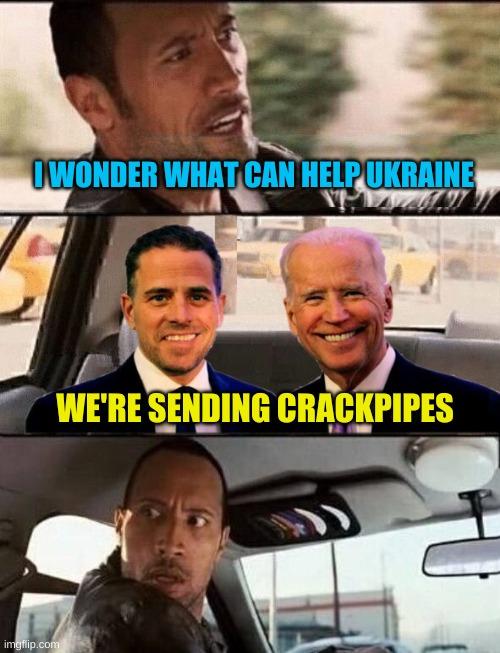 I WONDER WHAT CAN HELP UKRAINE
WE'RE SENDING CRACKPIPES
imgflip.com